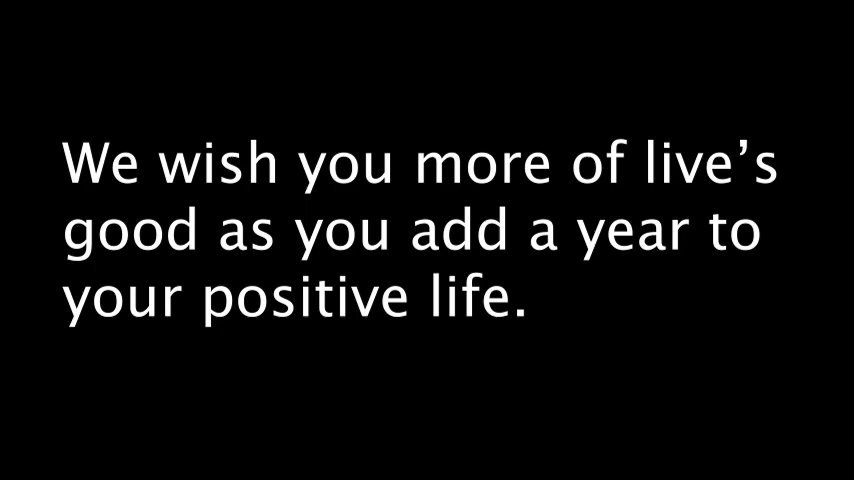 We wish you more of live’s
good as you add a year to
your positive life.